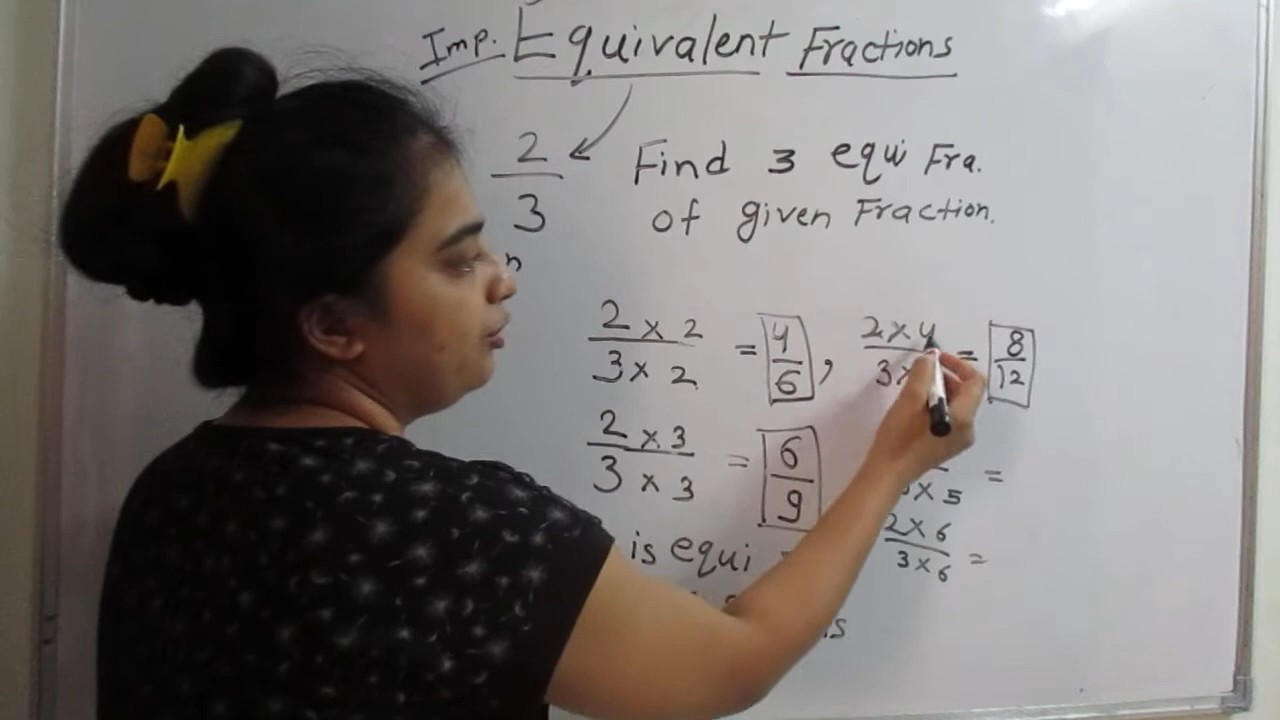 Imp. Equivalent Fractions
2
3
Find 3 equi Fra.
of given Fraction.
n
2 × 2
3 × 2
= 4
6 ,
2 × 4
3 ×
= 8
12
2 × 3
3 × 3
= 6
9
× 5 =
2 × 6
3 × 6 =
is equi